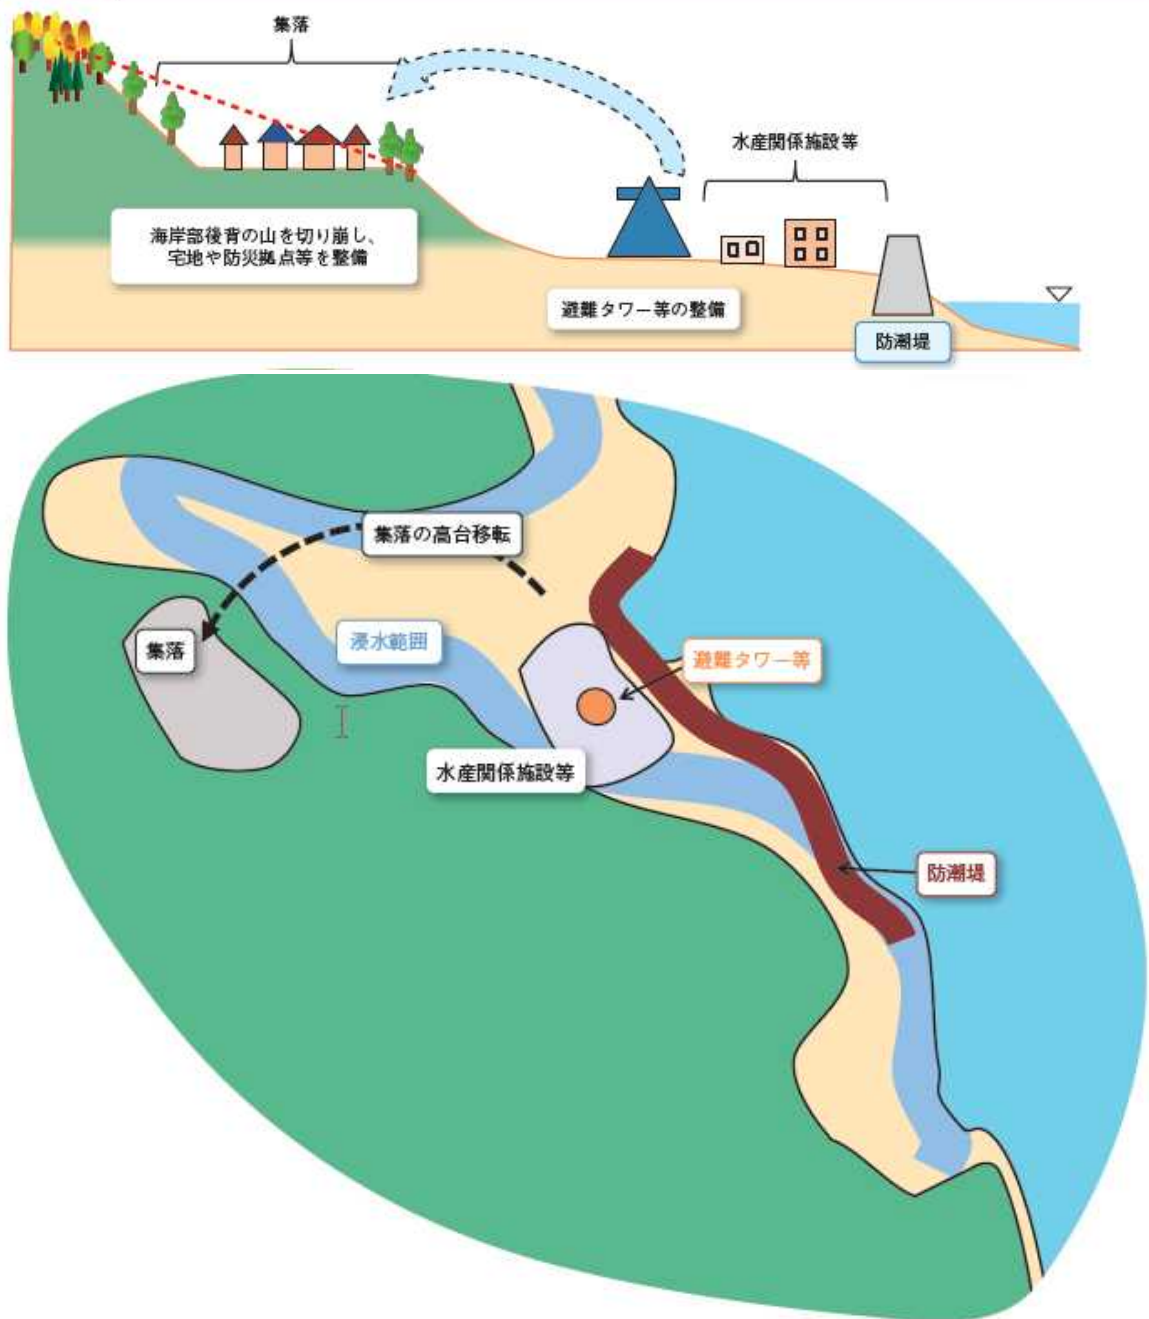 集落
水産関係施設等
海岸部後背の山を切り崩し、
宅地や防災拠点等を整備
避難タワー等の整備
防潮堤
集落の高台移転
集落
浸水範囲
避難タワー等
水産関係施設等
防潮堤